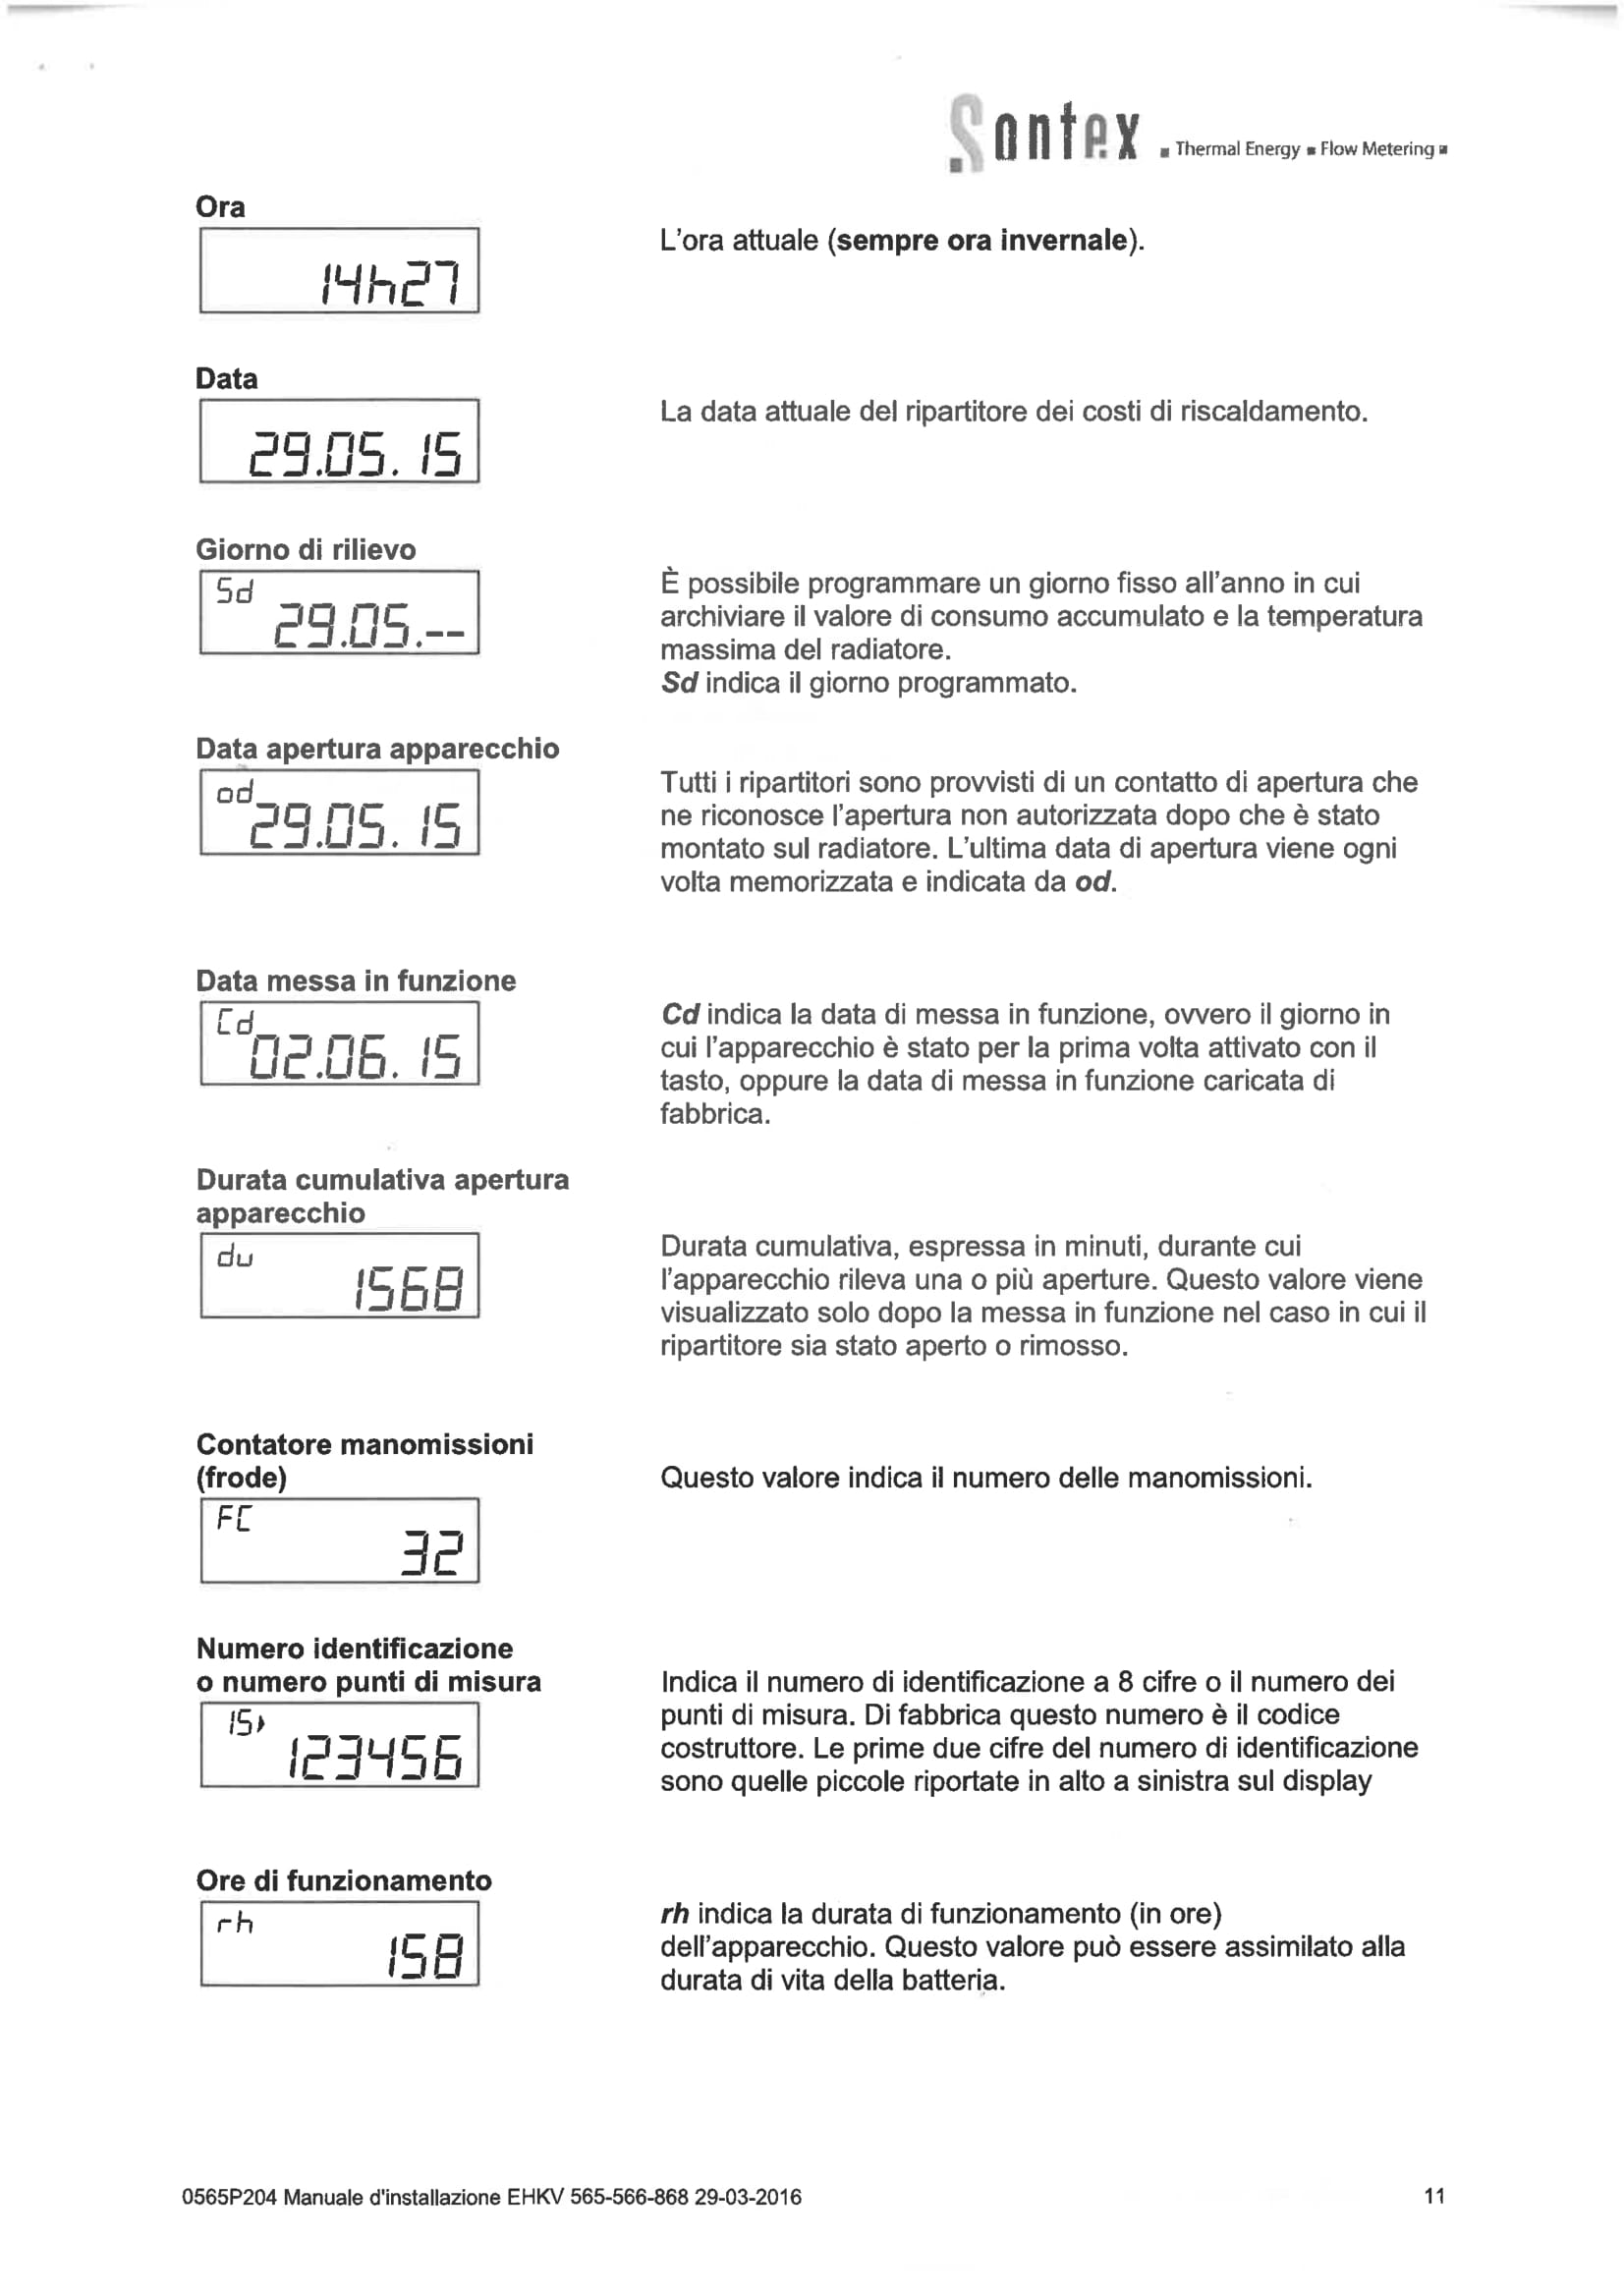 Sontex ▪ Thermal Energy ▪ Flow Metering ▪
Ora
14h27
L'ora attuale (sempre ora invernale).
Data
29.05.15
La data attuale del ripartitore dei costi di riscaldamento.
Giorno di rilievo
Sd
29.05.--
È possibile programmare un giorno fisso all'anno in cui
archiviare il valore di consumo accumulato e la temperatura
massima del radiatore.
Sd indica il giorno programmato.
Data apertura apparecchio
od
29.05.15
Tutti i ripartitori sono provvisti di un contatto di apertura che
ne riconosce l'apertura non autorizzata dopo che è stato
montato sul radiatore. L'ultima data di apertura viene ogni
volta memorizzata e indicata da od.
Data messa in funzione
Cd
02.06.15
Cd indica la data di messa in funzione, ovvero il giorno in
cui l'apparecchio è stato per la prima volta attivato con il
tasto, oppure la data di messa in funzione caricata di
fabbrica.
Durata cumulativa apertura
apparecchio
du
1568
Durata cumulativa, espressa in minuti, durante cui
l'apparecchio rileva una o più aperture. Questo valore viene
visualizzato solo dopo la messa in funzione nel caso in cui il
ripartitore sia stato aperto o rimosso.
Contatore manomissioni
(frode)
FC
32
Questo valore indica il numero delle manomissioni.
Numero identificazione
o numero punti di misura
15
123456
Indica il numero di identificazione a 8 cifre o il numero dei
punti di misura. Di fabbrica questo numero è il codice
costruttore. Le prime due cifre del numero di identificazione
sono quelle piccole riportate in alto a sinistra sul display
Ore di funzionamento
rh
158
rh indica la durata di funzionamento (in ore)
dell'apparecchio. Questo valore può essere assimilato alla
durata di vita della batteria.
0565P204 Manuale d'installazione EHKV 565-566-868 29-03-2016
11